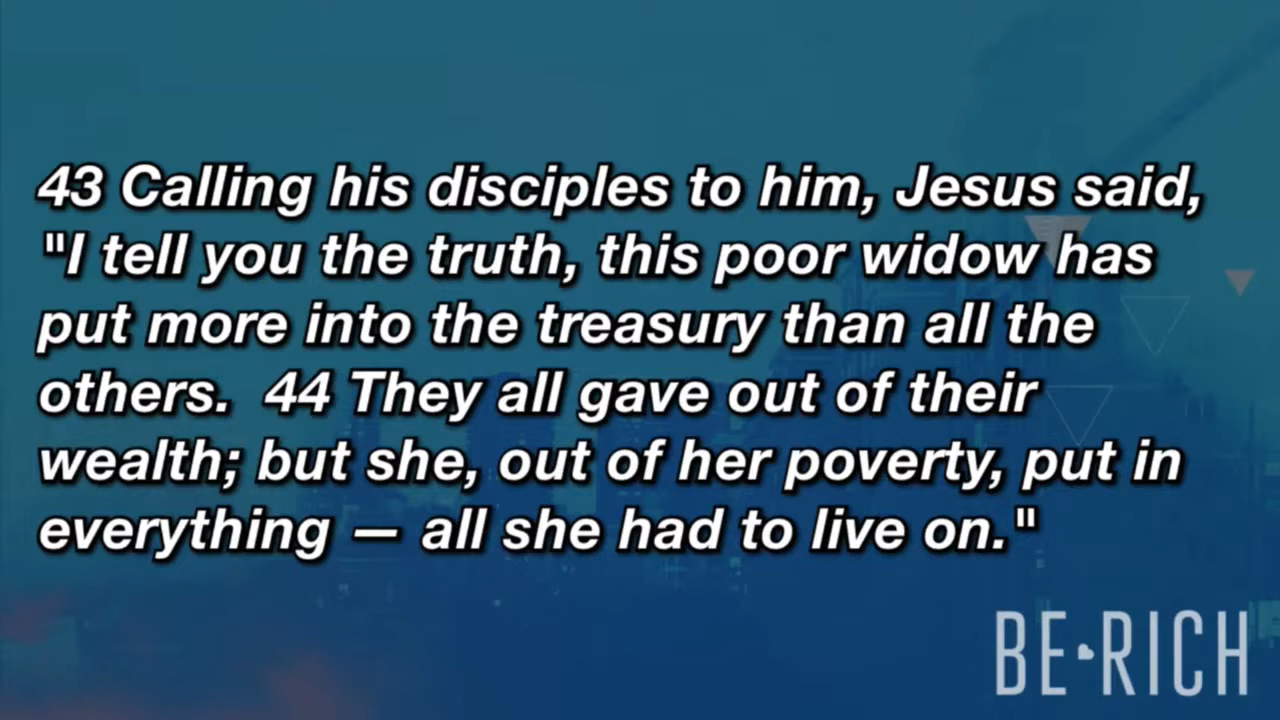 43 Calling his disciples to him, Jesus said,
"I tell you the truth, this poor widow has
put more into the treasury than all the
others.  44 They all gave out of their
wealth; but she, out of her poverty, put in
everything — all she had to live on."
BE RICH